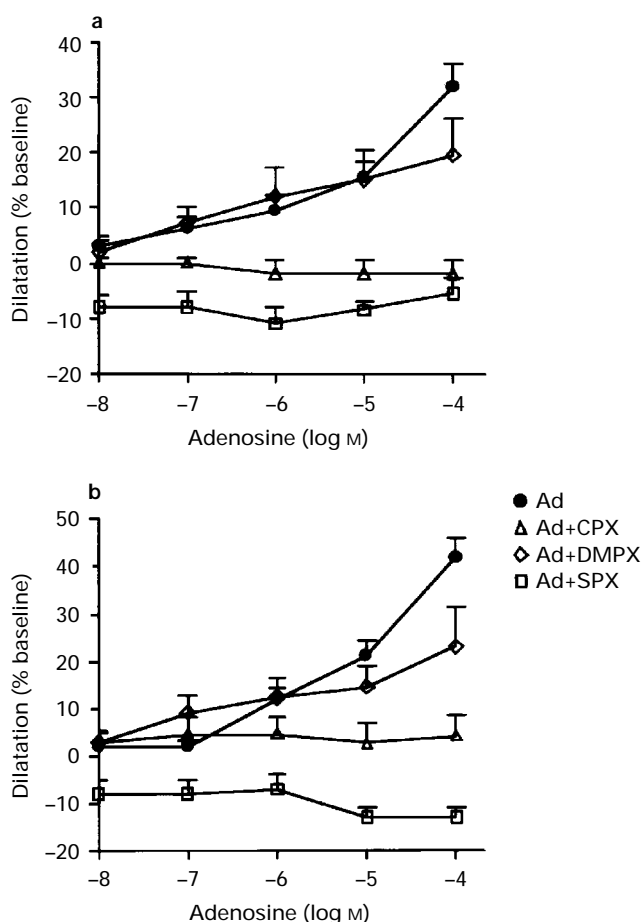 a
40
30
20
10
0
−10
−20
Dilatation (% baseline)
−8 −7 −6 −5 −4
Adenosine (log M)
b
50
40
30
20
10
0
−10
−20
Dilatation (% baseline)
−8 −7 −6 −5 −4
Adenosine (log M)
Ad
Ad+CPX
Ad+DMPX
Ad+SPX